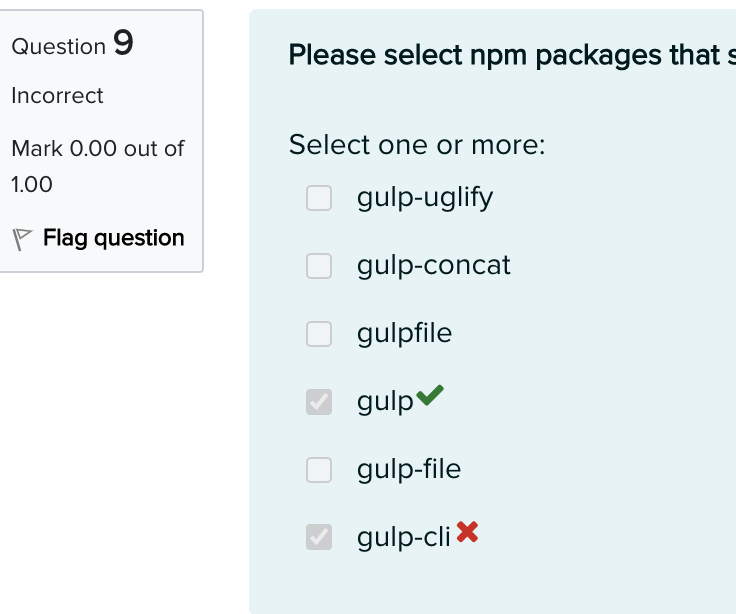 Question 9
Incorrect
Mark 0.00 out of
1.00
Flag question
Please select npm packages that
Select one or more:
gulp-uglify
gulp-concat
gulpfile
gulp
gulp-file
gulp-cli